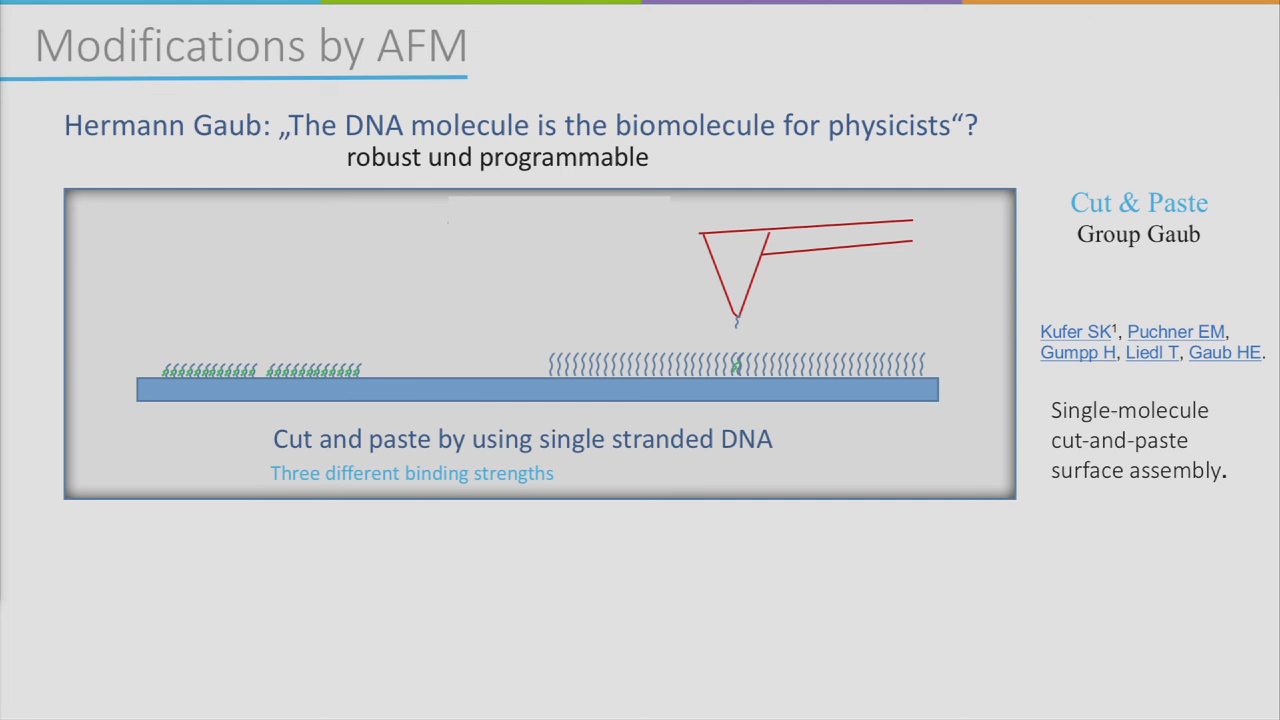 Modifications by AFM
Hermann Gaub: „The DNA molecule is the biomolecule for physicists“?
robust und programmable
Cut & Paste
Group Gaub
Kufer SK¹, Puchner EM,
Gumpp H, Liedl T, Gaub HE.
Single-molecule
cut-and-paste
surface assembly.
Cut and paste by using single stranded DNA
Three different binding strengths